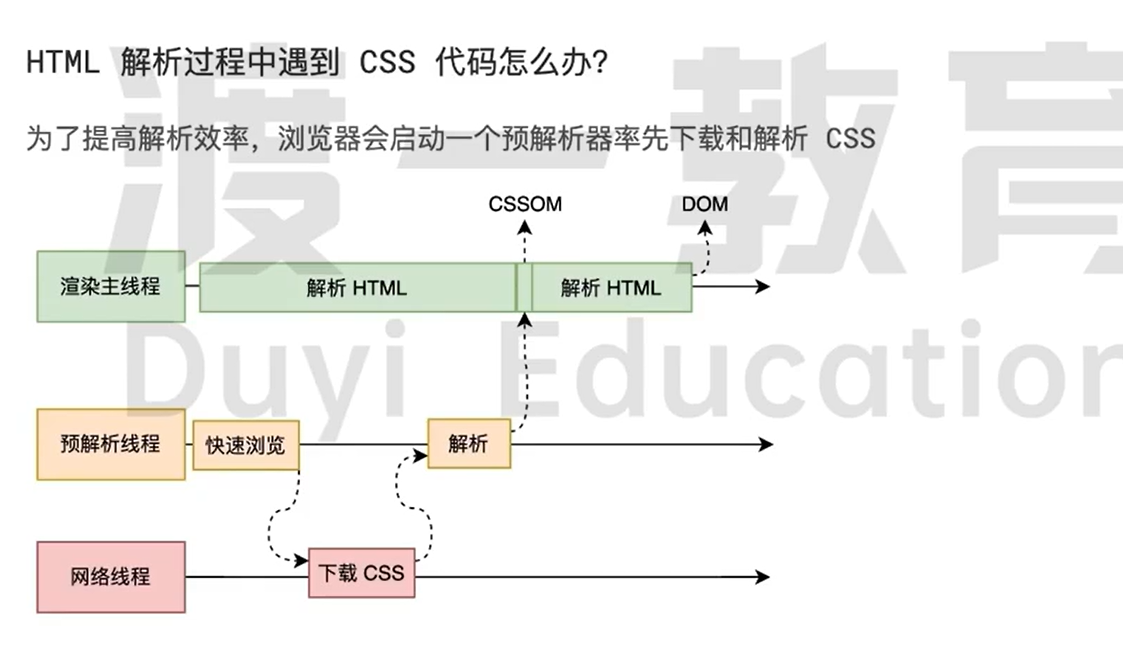 HTML 解析过程中遇到 CSS 代码怎么办?
为了提高解析效率，浏览器会启动一个预解析器率先下载和解析 CSS
CSSOM
DOM
渲染主线程
解析 HTML
解析 HTML
预解析线程
快速浏览
解析
网络线程
下载 CSS
渡一教育
Duyi Education